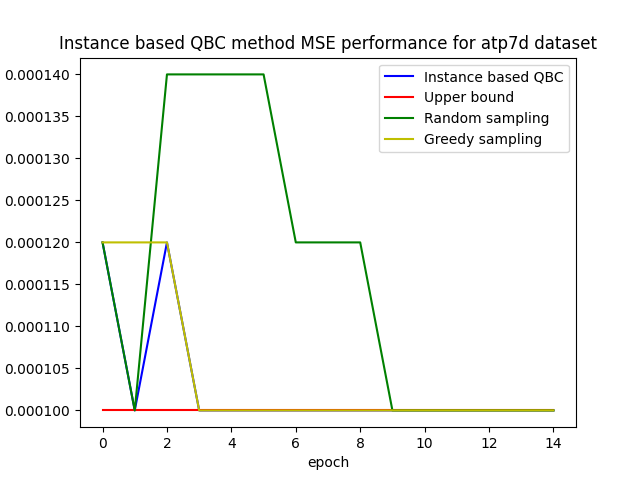 Instance based QBC method MSE performance for atp7d dataset
0.000140
0.000135
0.000130
0.000125
0.000120
0.000115
0.000110
0.000105
0.000100
Instance based QBC
Upper bound
Random sampling
Greedy sampling
0 2 4 6 8 10 12 14
epoch